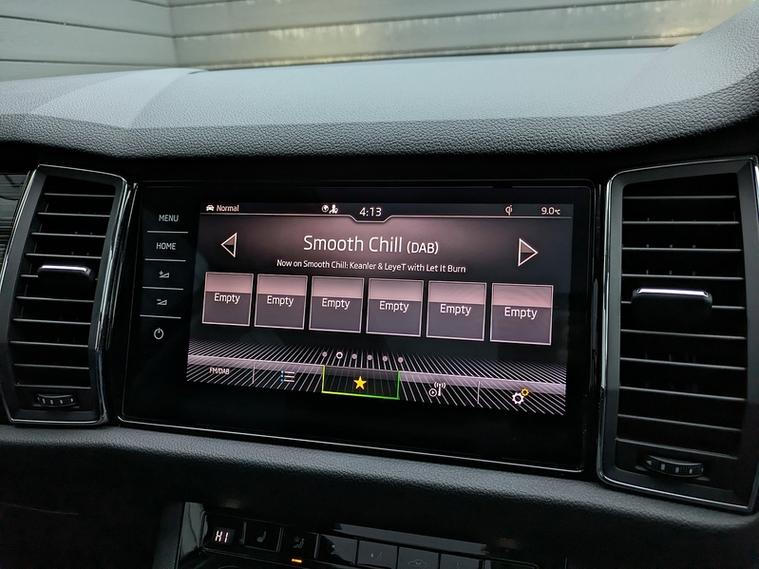 MENU
HOME
Normal
4:13
9.0°C
Smooth Chill (DAB)
Now on Smooth Chill: Keanler & LeyeT with Let It Burn
Empty
Empty
Empty
Empty
Empty
Empty
FM/DAB
HI